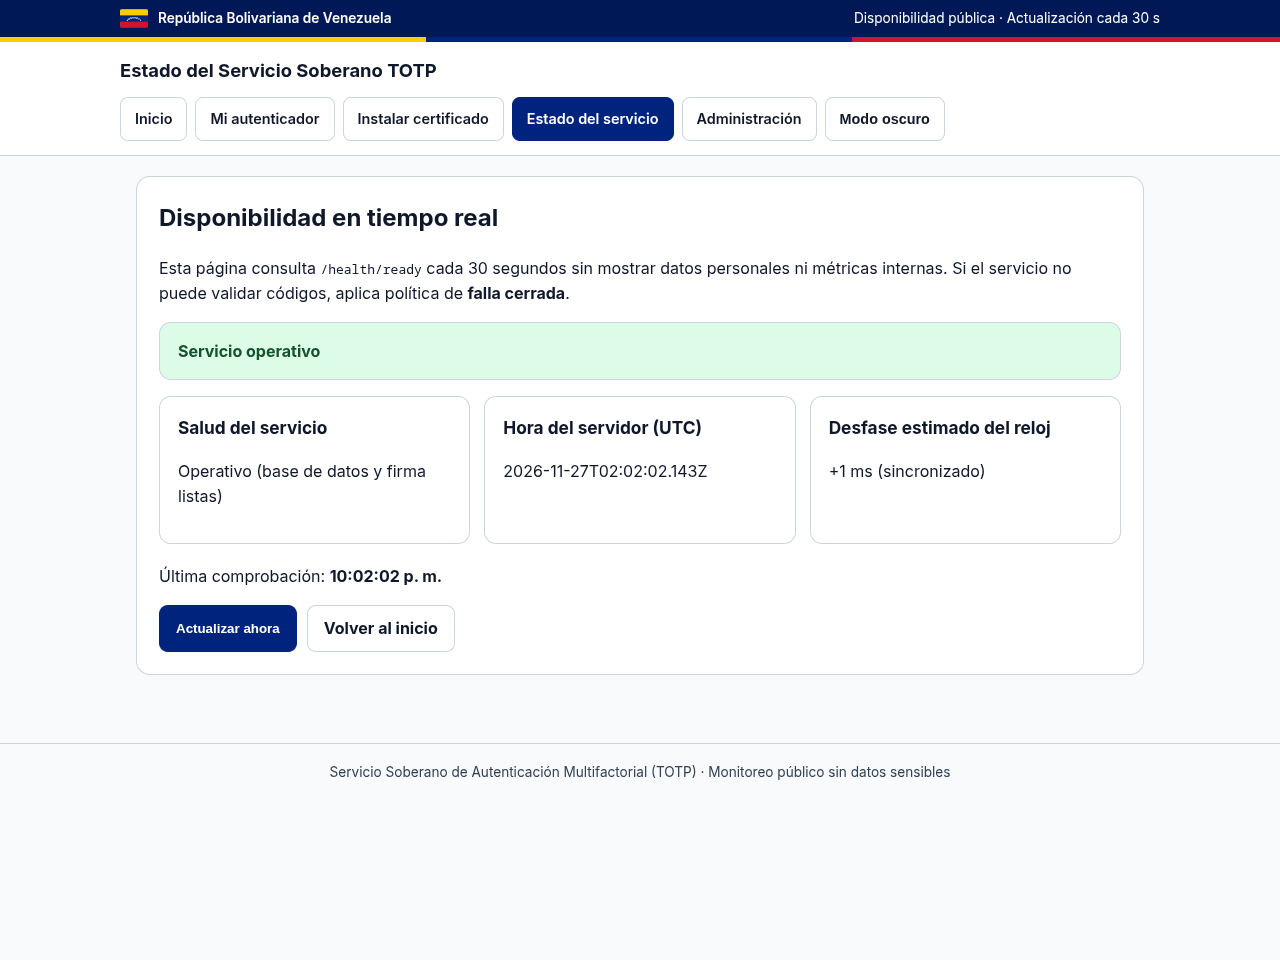 República Bolivariana de Venezuela
Disponibilidad pública · Actualización cada 30 s
Estado del Servicio Soberano TOTP
Inicio
Mi autenticador
Instalar certificado
Estado del servicio
Administración
Modo oscuro
Disponibilidad en tiempo real
Esta página consulta /health/ready cada 30 segundos sin mostrar datos personales ni métricas internas. Si el servicio no
puede validar códigos, aplica política de falla cerrada.
Servicio operativo
Salud del servicio
Operativo (base de datos y firma
listas)
Hora del servidor (UTC)
2026-11-27T02:02:02.143Z
Desfase estimado del reloj
+1 ms (sincronizado)
Última comprobación: 10:02:02 p. m.
Actualizar ahora
Volver al inicio
Servicio Soberano de Autenticación Multifactorial (TOTP) · Monitoreo público sin datos sensibles